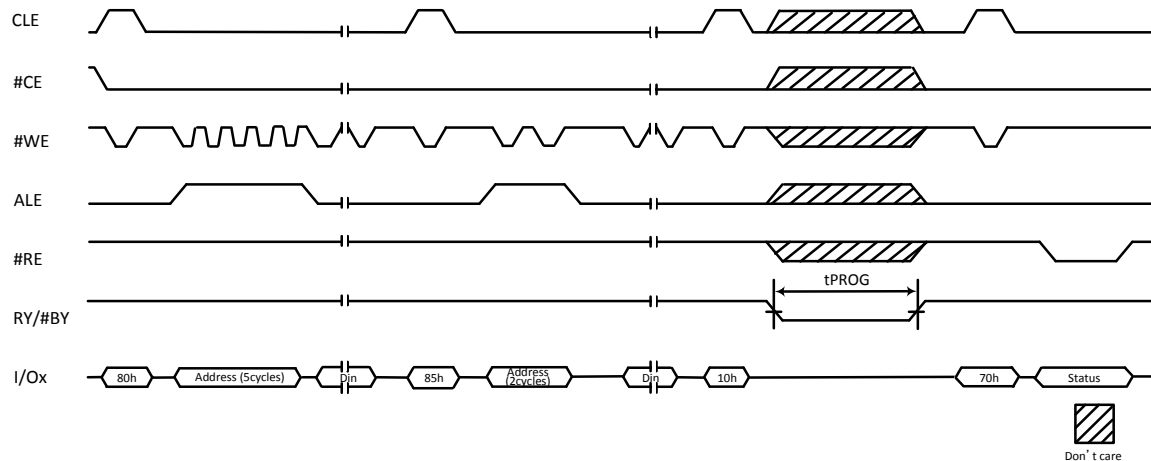 CLE
#CE
#WE
ALE
#RE
tPROG
RY/#BY
I/Ox
80h
Address (5cycles)
Din
85h
Address
(2cycles)
Din
10h
70h
Status
Don’t care